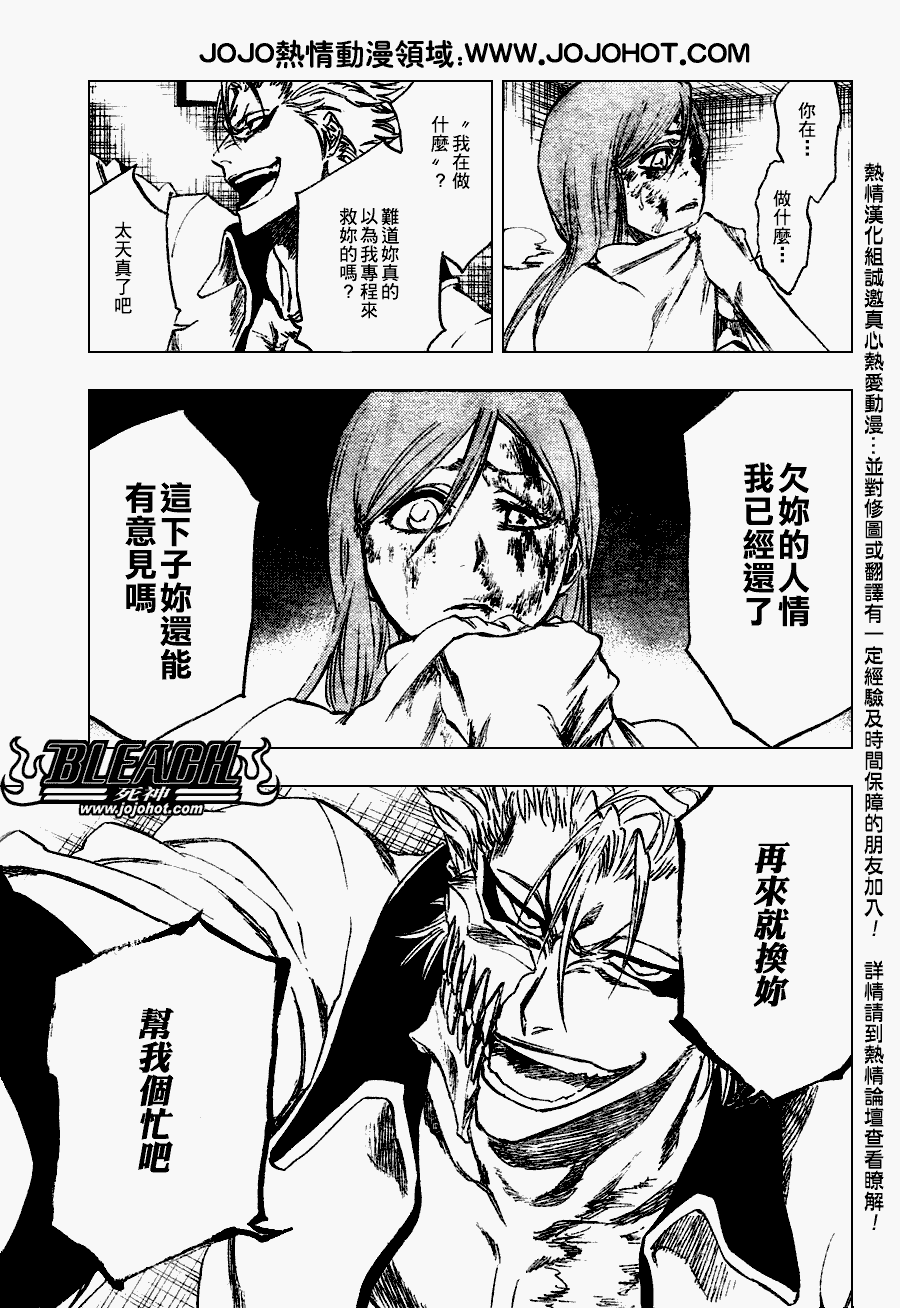 JOJO熱情動漫領域:WWW.JOJOHOT.COM
你在…
做什麼…
"我在做
什麼"?
難道妳真的
以為我專程來
救妳的嗎?
太天真了吧
欠妳的人情
我已經還了
這下子妳還能
有意見嗎
BLEACH
死神
www.jojohot.com
再來就換妳
幫我個忙吧
熱情漢化組誠邀真心熱愛動漫…並對修圖或翻譯有一定經驗及時間保障的朋友加入! 詳情請到熱情論壇查看瞭解!